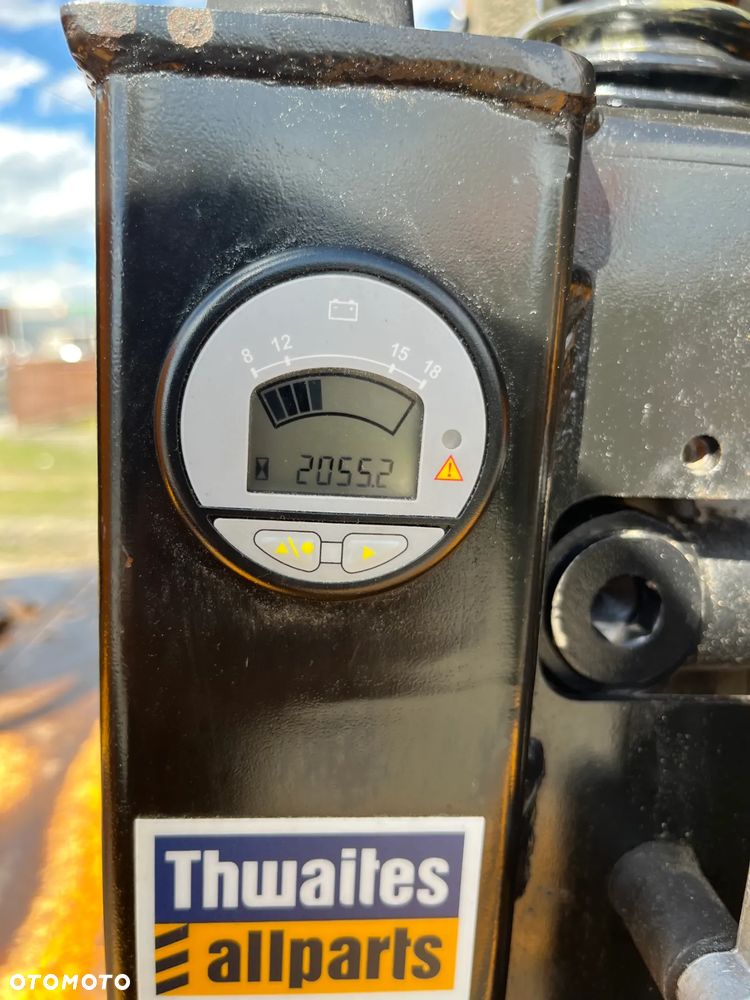 8 12 15 18
2055.2
Thwaites
allparts
OTOMOTO